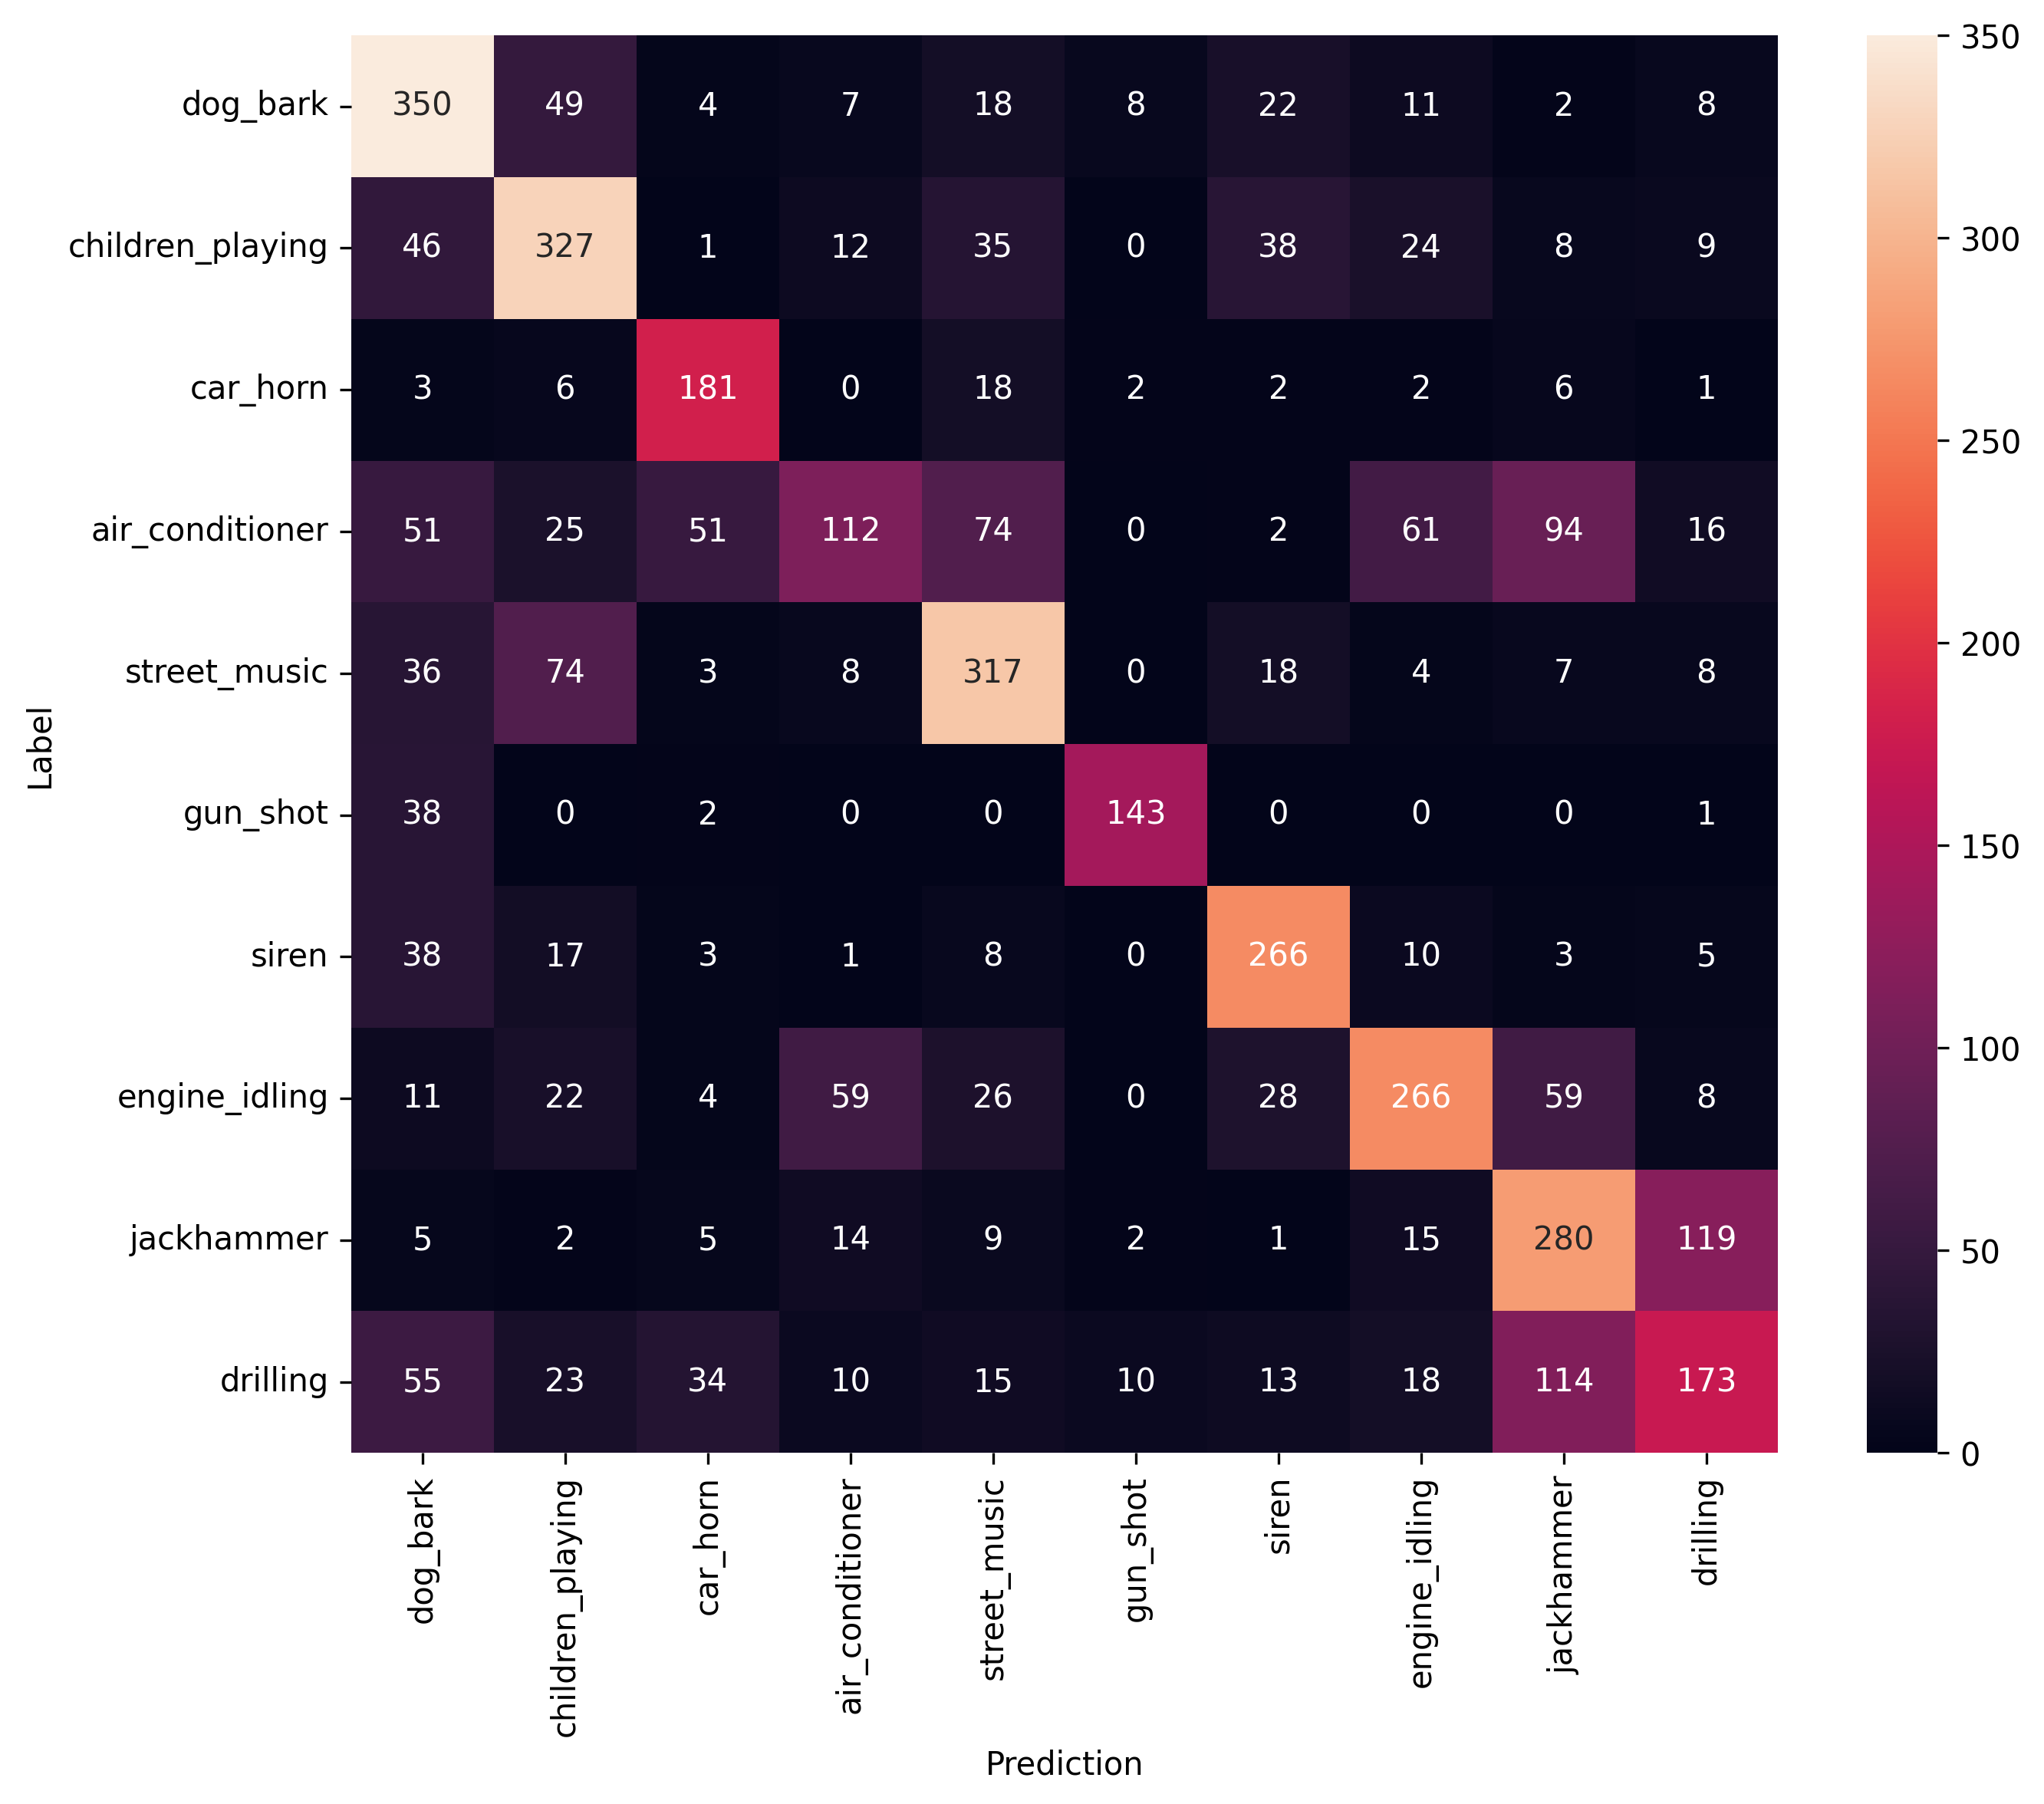 350
dog_bark 350 49 4 7 18 8 22 11 2 8
children_playing 46 327 1 12 35 0 38 24 8 9
300
car_horn 3 6 181 0 18 2 2 2 6 1
250
air_conditioner 51 25 51 112 74 0 2 61 94 16
200
street_music 36 74 3 8 317 0 18 4 7 8
Label
gun_shot 38 0 2 0 0 143 0 0 0 1
150
siren 38 17 3 1 8 0 266 10 3 5
100
engine_idling 11 22 4 59 26 0 28 266 59 8
jackhammer 5 2 5 14 9 2 1 15 280 119
50
drilling 55 23 34 10 15 10 13 18 114 173
0
dog_bark children_playing car_horn air_conditioner street_music gun_shot siren engine_idling jackhammer drilling
Prediction